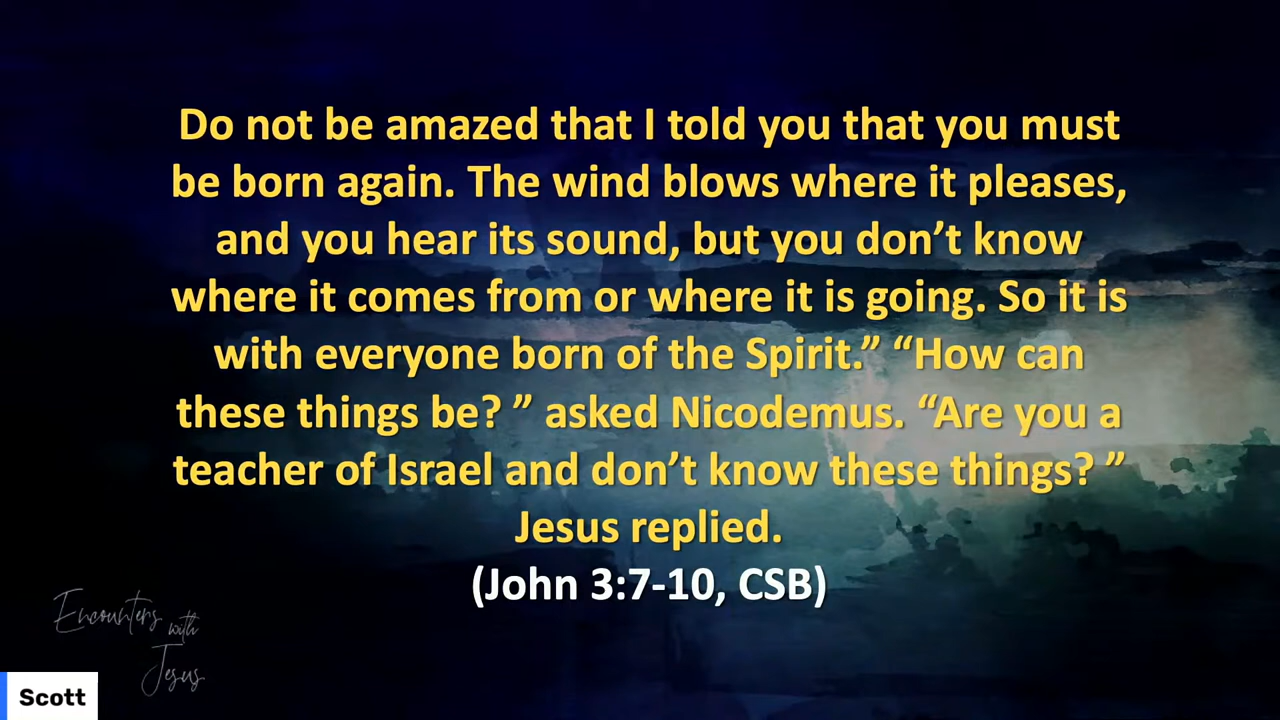 Do not be amazed that I told you that you must
be born again. The wind blows where it pleases,
and you hear its sound, but you don’t know
where it comes from or where it is going. So it is
with everyone born of the Spirit.” “How can
these things be? ” asked Nicodemus. “Are you a
teacher of Israel and don’t know these things? ”
Jesus replied.
(John 3:7-10, CSB)
Encounters
with
Jesus
Scott